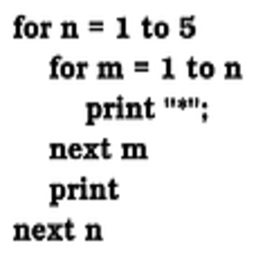 for n = 1 to 5
for m = 1 to n
print "*";
next m
print
next n